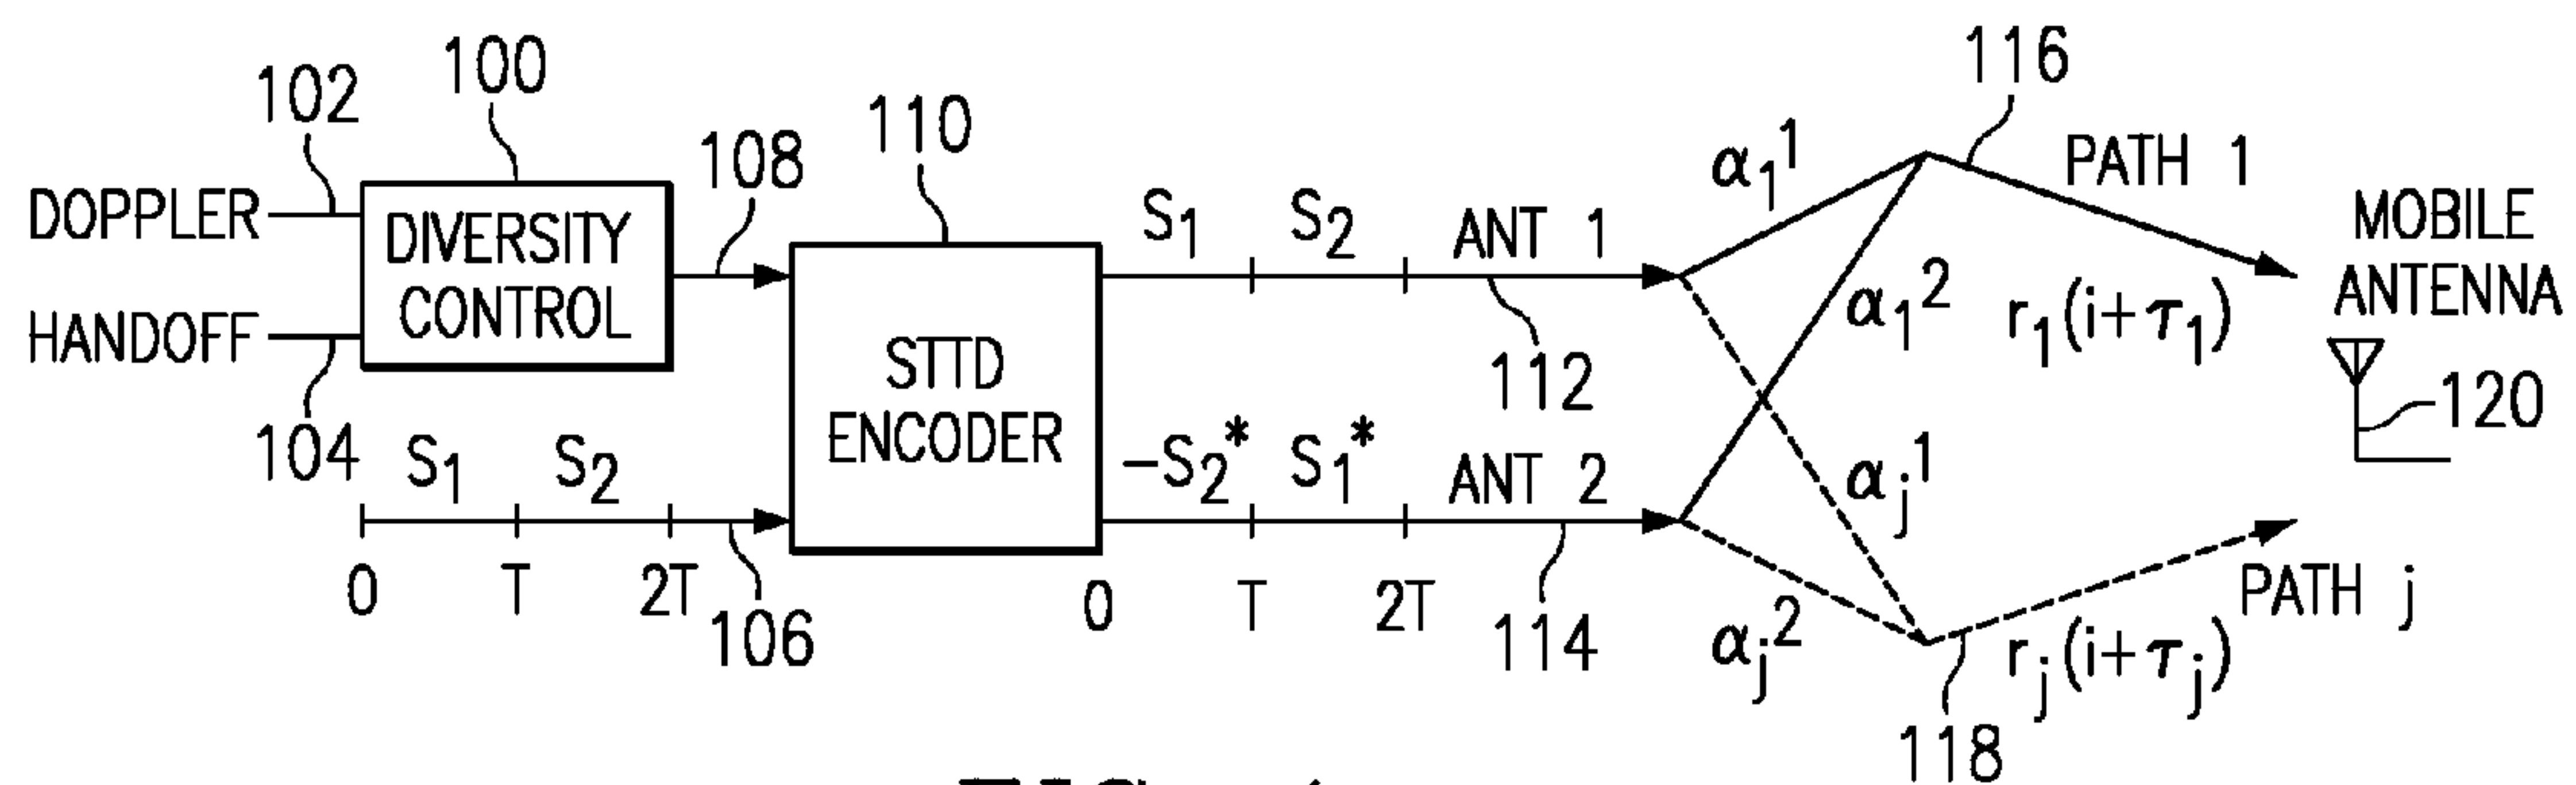 102
100
108
110
DOPPLER
HANDOFF
104
DIVERSITY
CONTROL
S1 S2
0 T 2T
106
STTD
ENCODER
S1 S2 ANT 1
112
-S2* S1* ANT 2
0 T 2T
114
α1^1
α1^2
αj^1
αj^2
116
PATH 1
r1(i+τ1)
MOBILE
ANTENNA
120
PATH j
rj(i+τj)
118